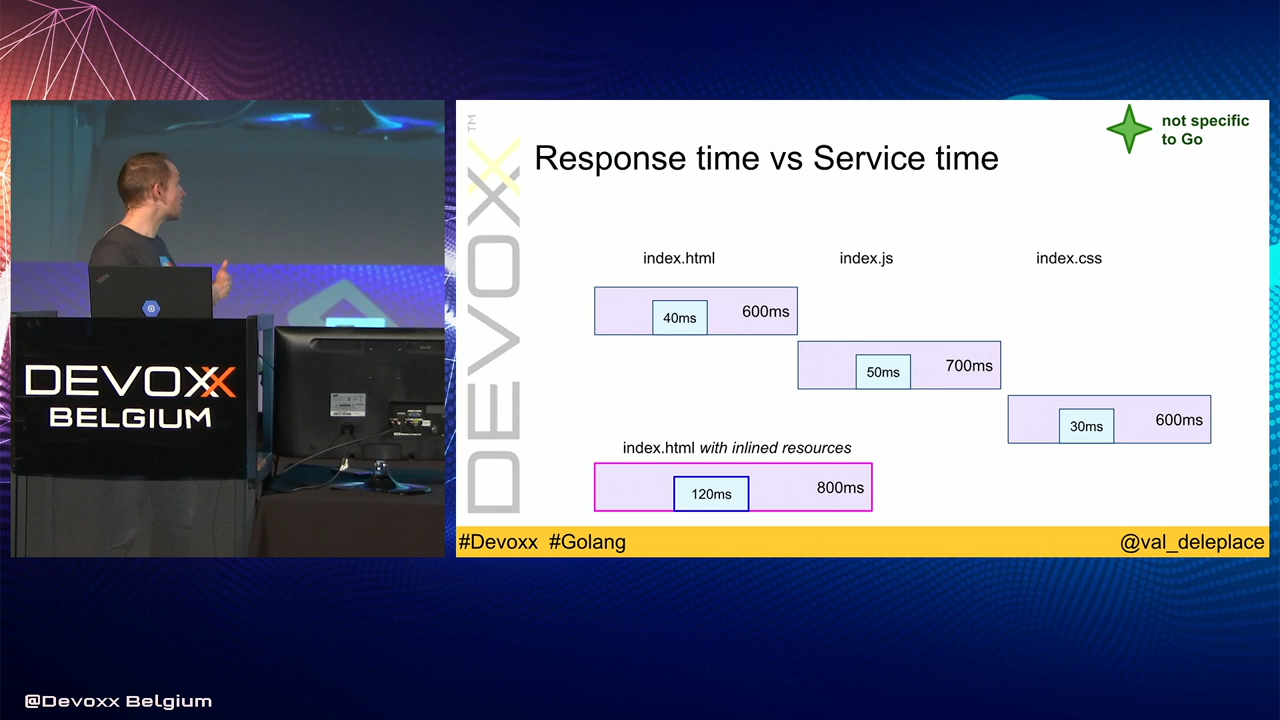 DEVOXX
BELGIUM
DEVOXX™
not specific
to Go
Response time vs Service time
index.html
index.js
index.css
40ms
600ms
50ms
700ms
30ms
600ms
index.html with inlined resources
120ms
800ms
#Devoxx #Golang
@val_deleplace
@Devoxx Belgium